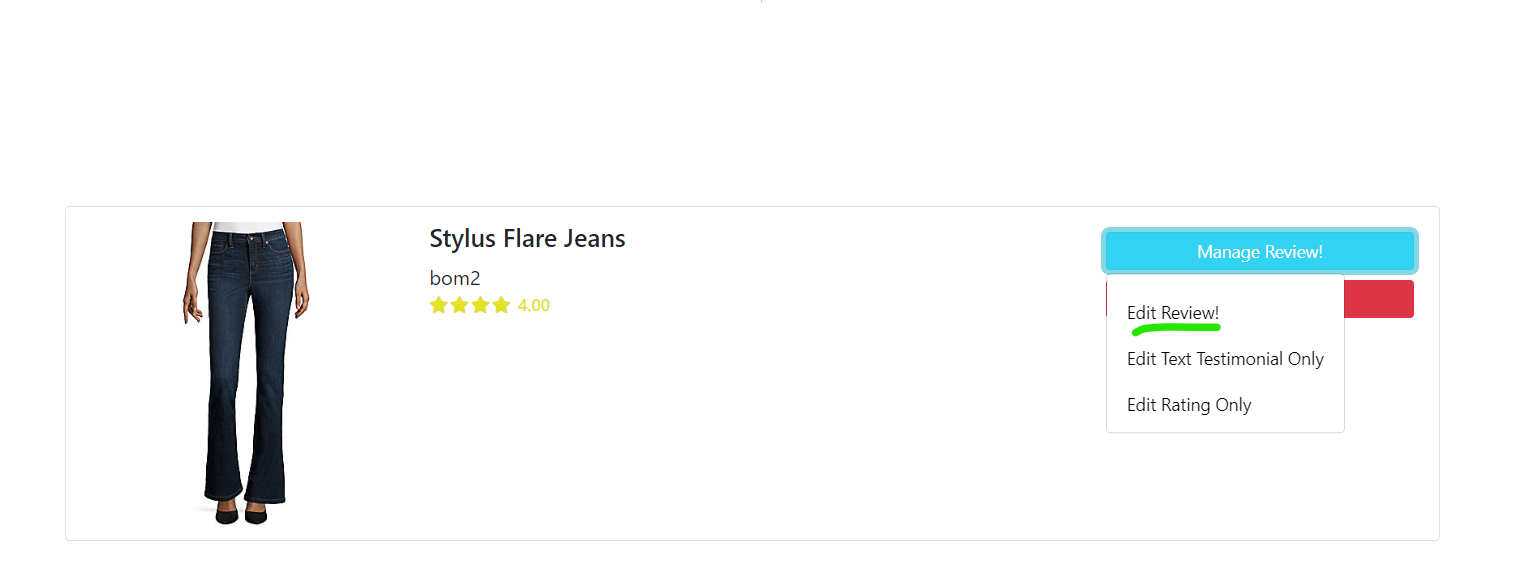 Stylus Flare Jeans
bom2
4.00
Manage Review!
Edit Review!
Edit Text Testimonial Only
Edit Rating Only